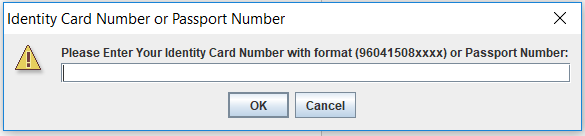 Identity Card Number or Passport Number
Please Enter Your Identity Card Number with format (96041508xxxx) or Passport Number:
OK Cancel